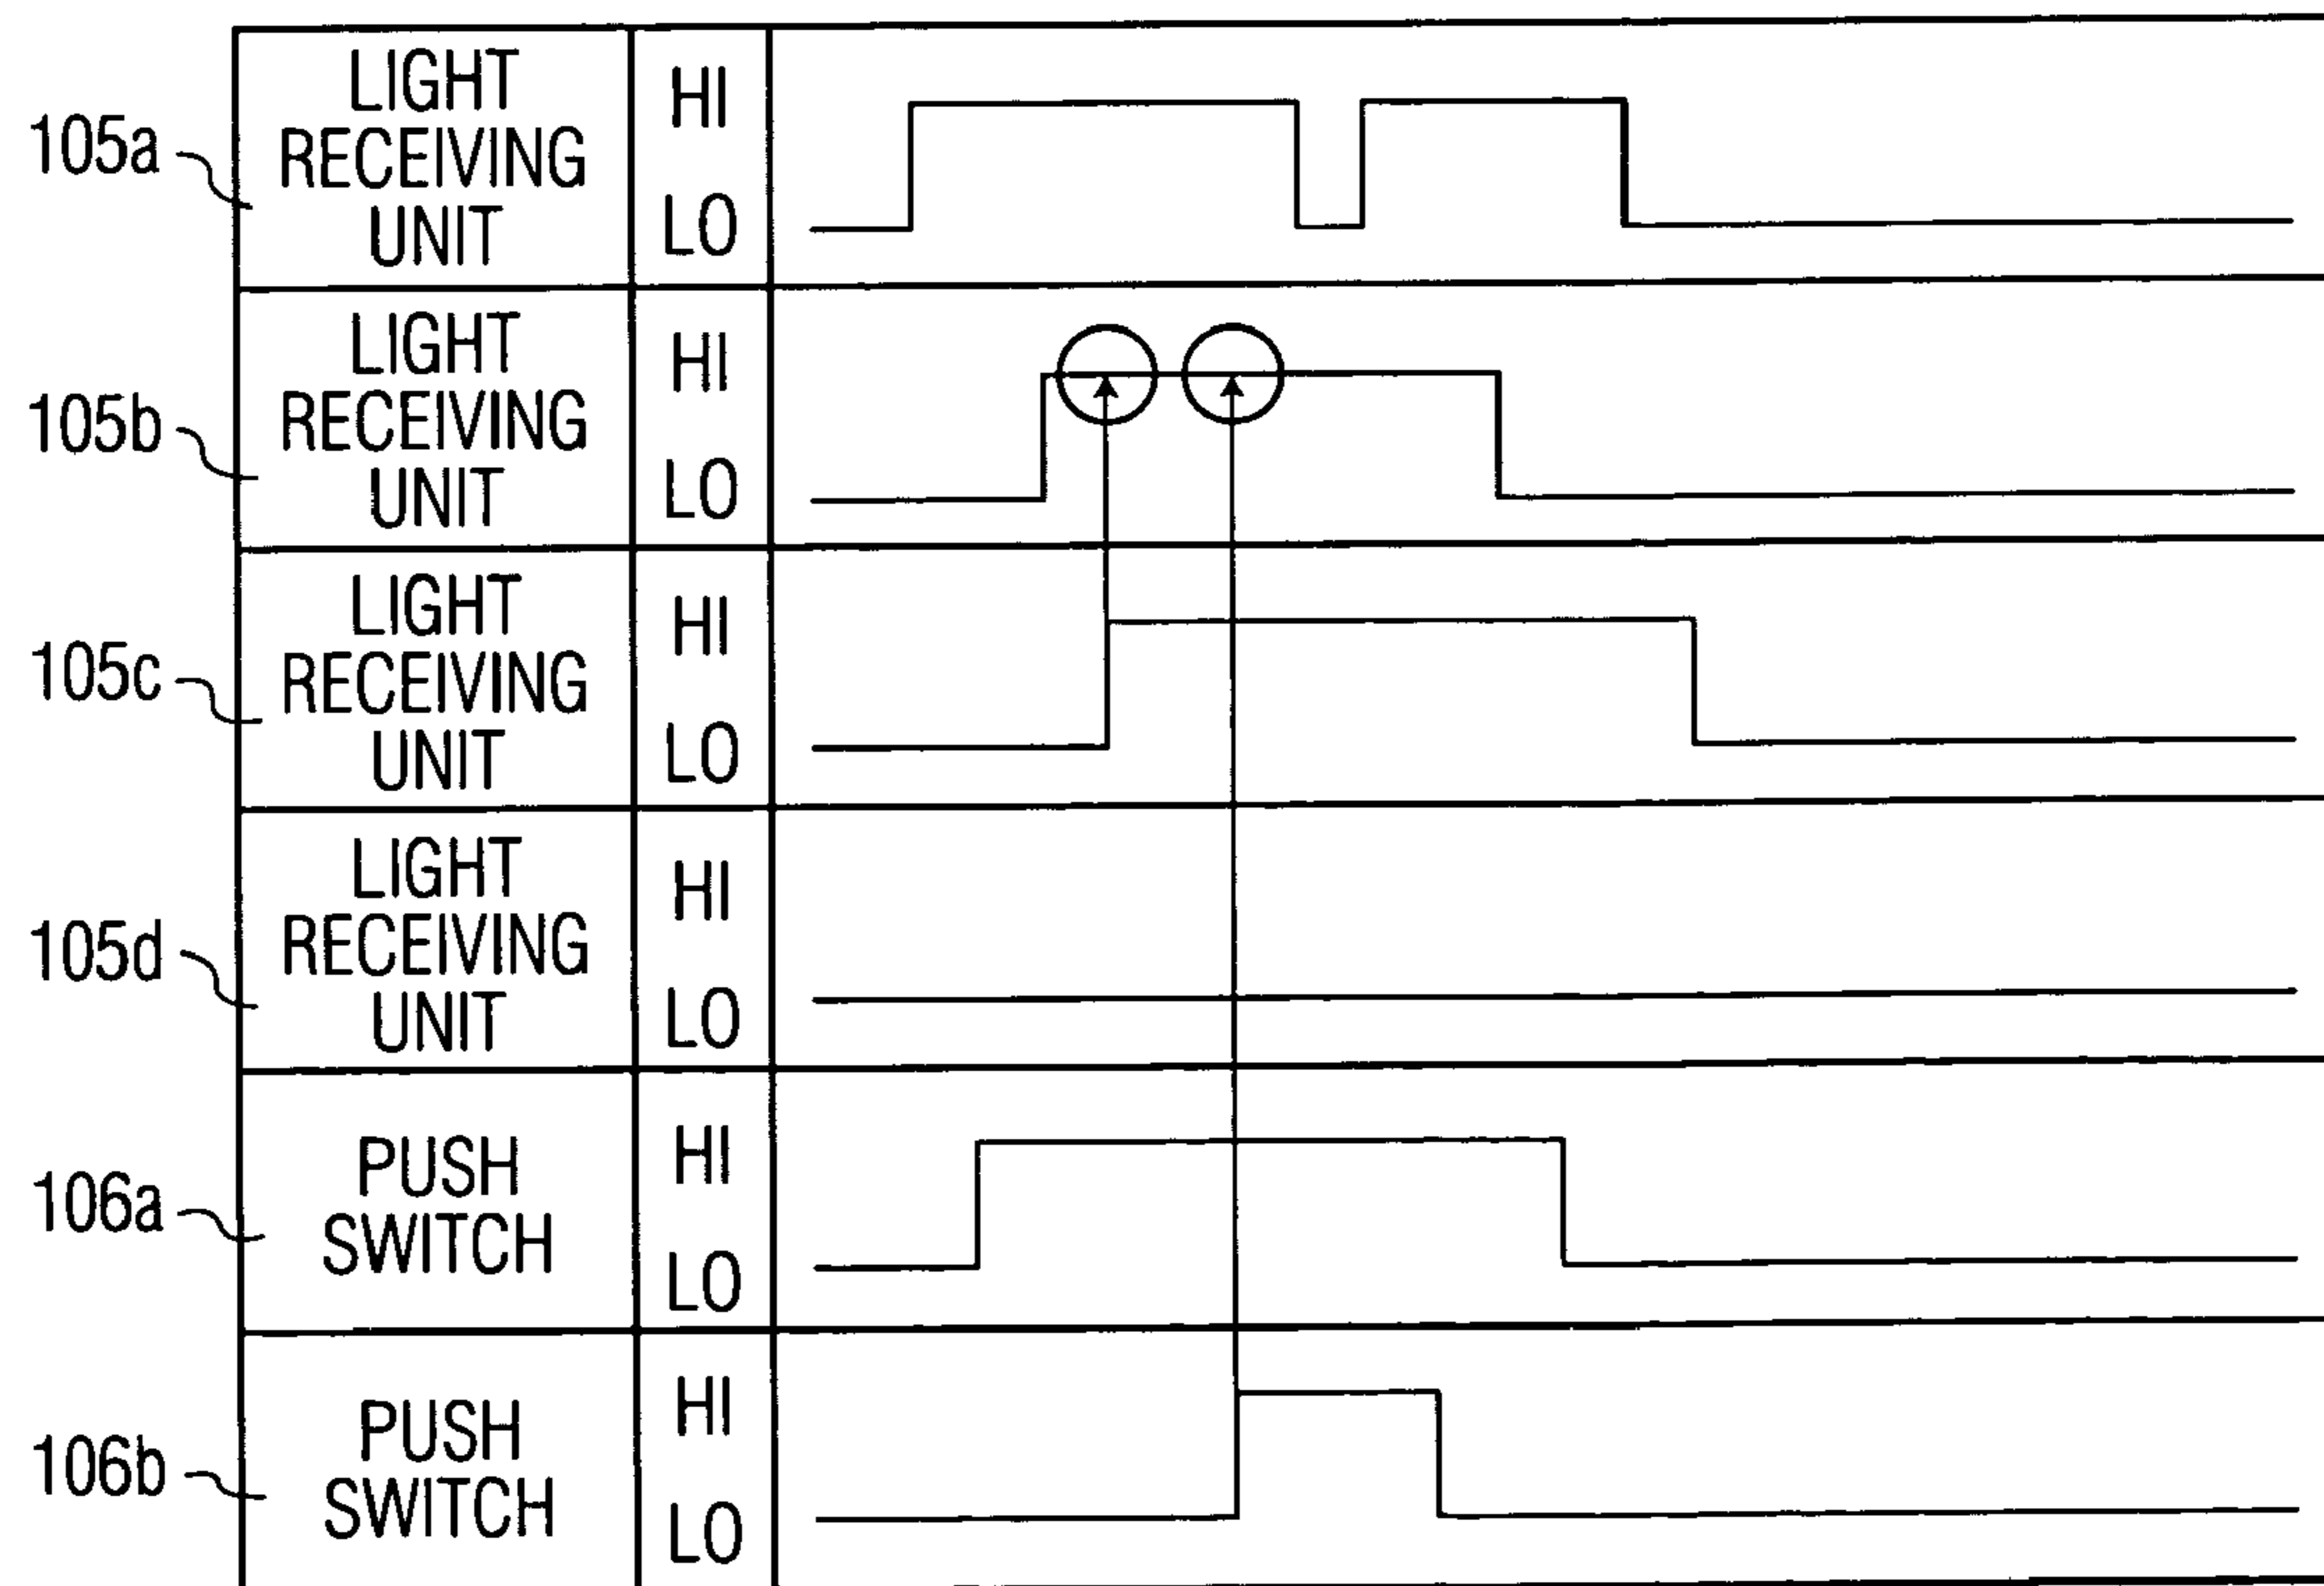 105a
LIGHT
RECEIVING
UNIT
HI
LO
105b
LIGHT
RECEIVING
UNIT
HI
LO
105c
LIGHT
RECEIVING
UNIT
HI
LO
105d
LIGHT
RECEIVING
UNIT
HI
LO
106a
PUSH
SWITCH
HI
LO
106b
PUSH
SWITCH
HI
LO